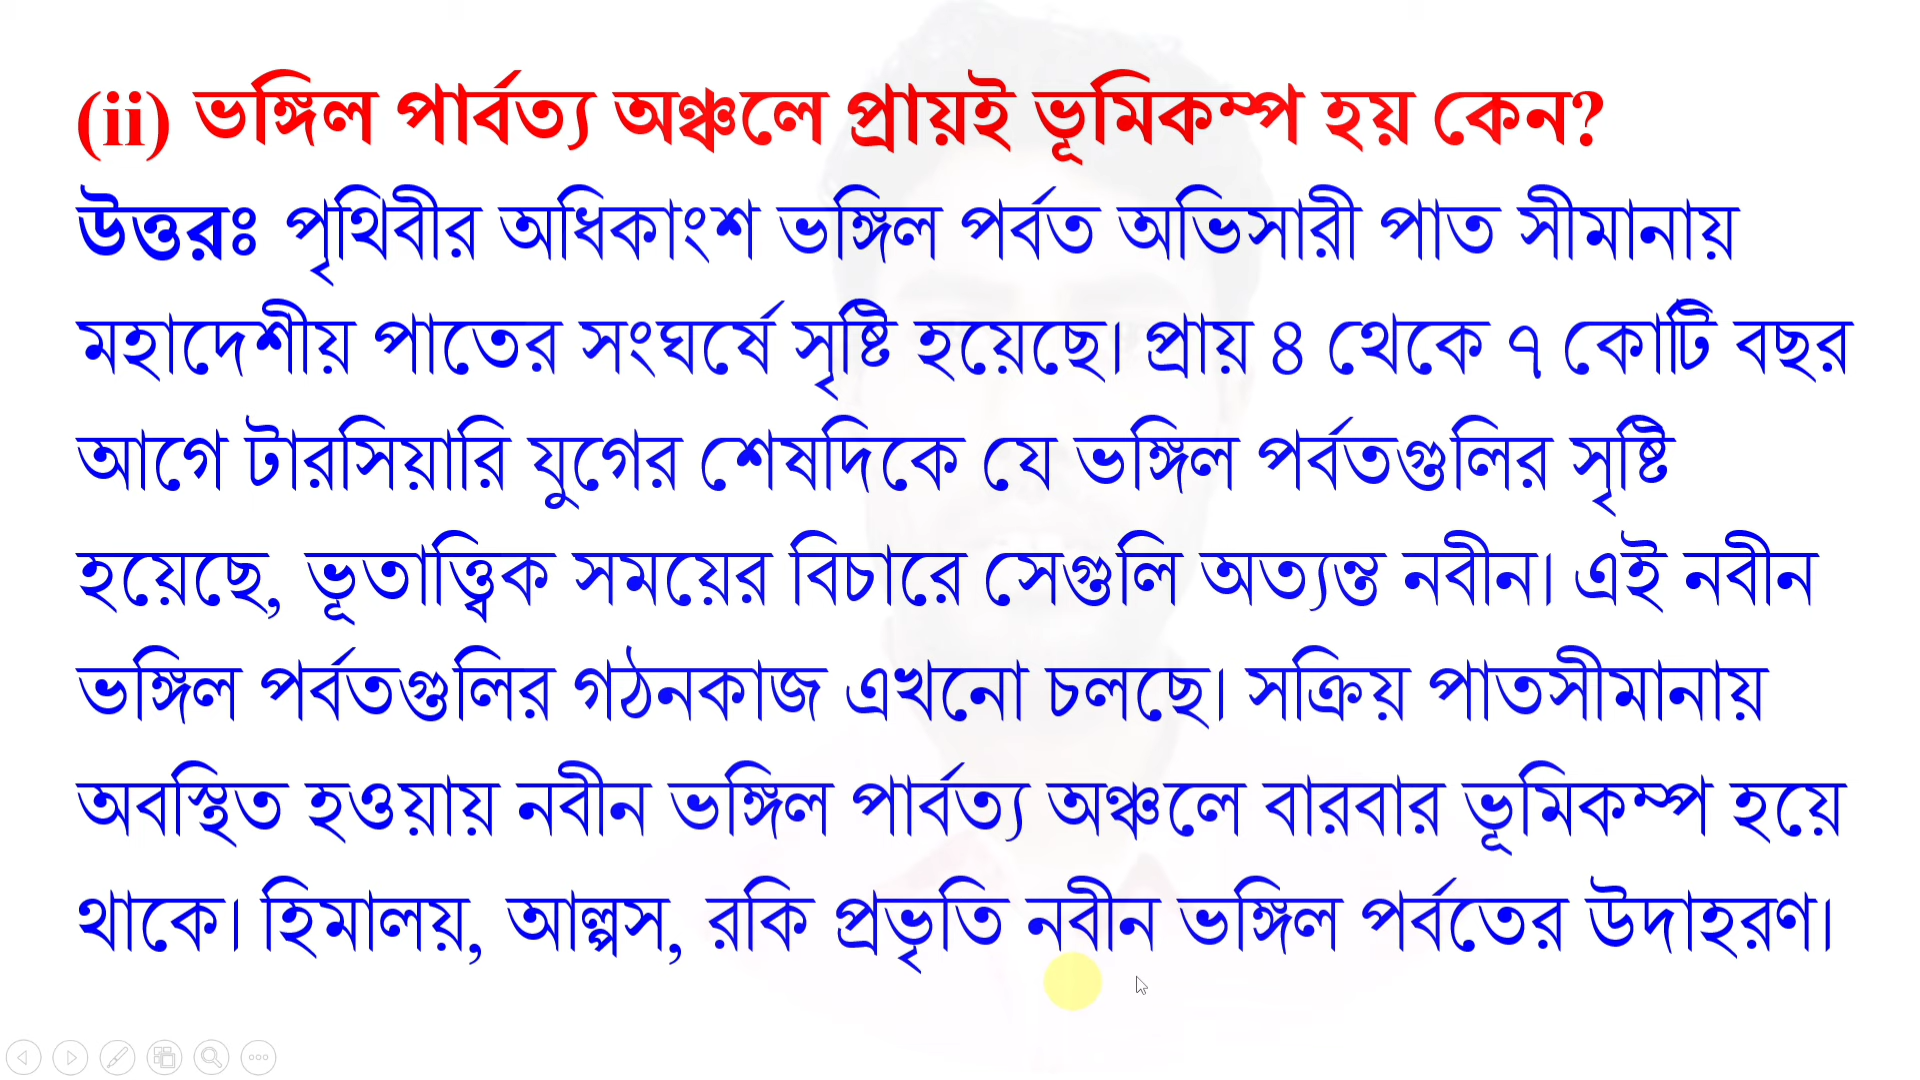 (ii) ভঙ্গিল পার্বত্য অঞ্চলে প্রায়ই ভূমিকম্প হয় কেন?
উত্তরঃ পৃথিবীর অধিকাংশ ভঙ্গিল পর্বত অভিসারী পাত সীমানায়
মহাদেশীয় পাতের সংঘর্ষে সৃষ্টি হয়েছে। প্রায় ৪ থেকে ৭ কোটি বছর
আগে টারসিয়ারি যুগের শেষদিকে যে ভঙ্গিল পর্বতগুলির সৃষ্টি
হয়েছে, ভূতাত্ত্বিক সময়ের বিচারে সেগুলি অত্যন্ত নবীন। এই নবীন
ভঙ্গিল পর্বতগুলির গঠনকাজ এখনো চলছে। সক্রিয় পাতসীমানায়
অবস্থিত হওয়ায় নবীন ভঙ্গিল পার্বত্য অঞ্চলে বারবার ভূমিকম্প হয়ে
থাকে। হিমালয়, আল্পস, রকি প্রভৃতি নবীন ভঙ্গিল পর্বতের উদাহরণ।